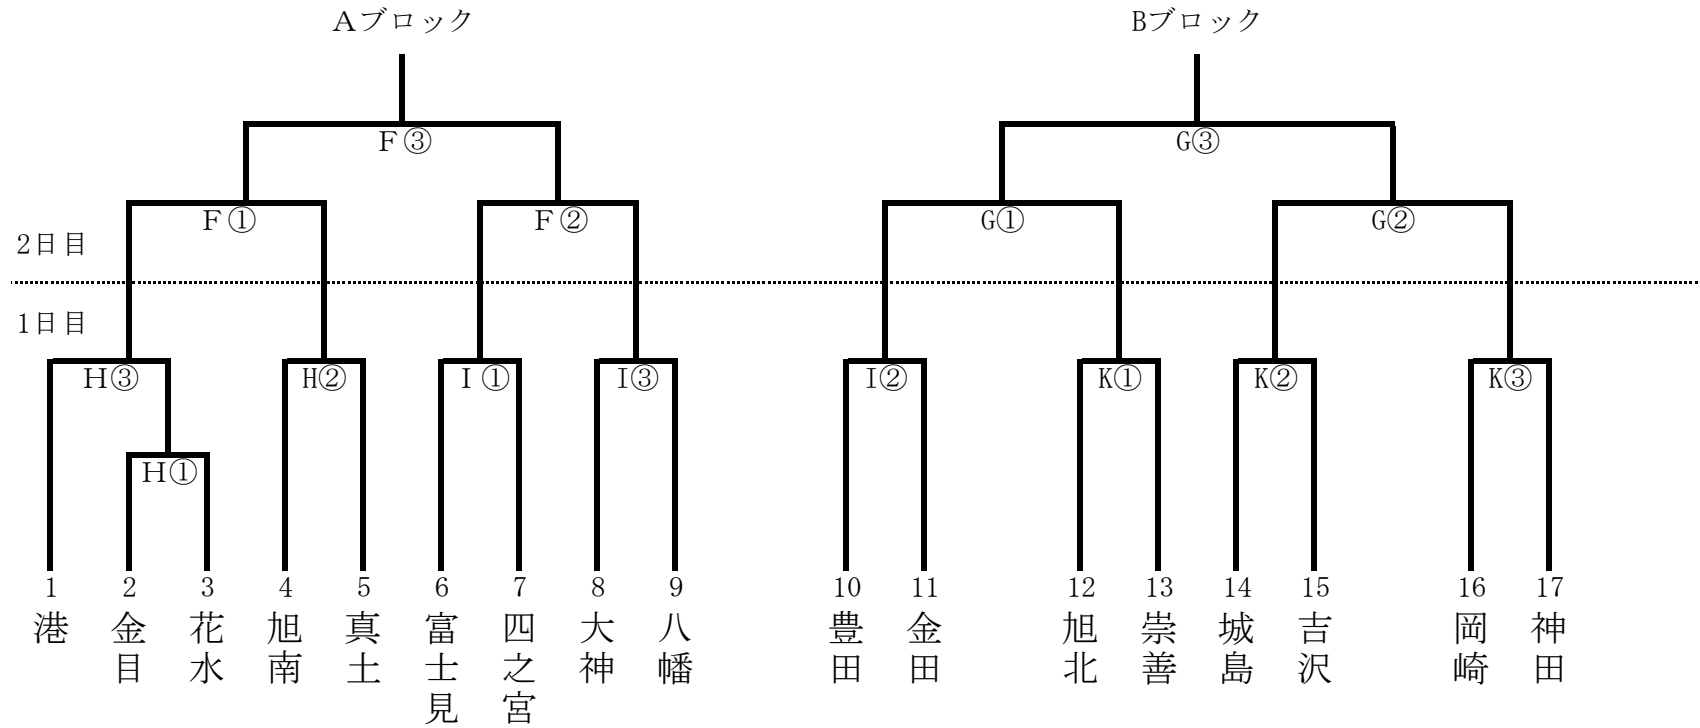 Ａブロック Bブロック
Ｆ③ G③
Ｆ① Ｆ② G① G②
2日目
1日目
Ｈ③ H② Ｉ① I③ I② K① K② K③
Ｈ①
1 2 3 4 5 6 7 8 9 10 11 12 13 14 15 16 17
港 金目 花水 旭南 真土 富士見 四之宮 大神 八幡 豊田 金田 旭北 崇善 城島 吉沢 岡崎 神田